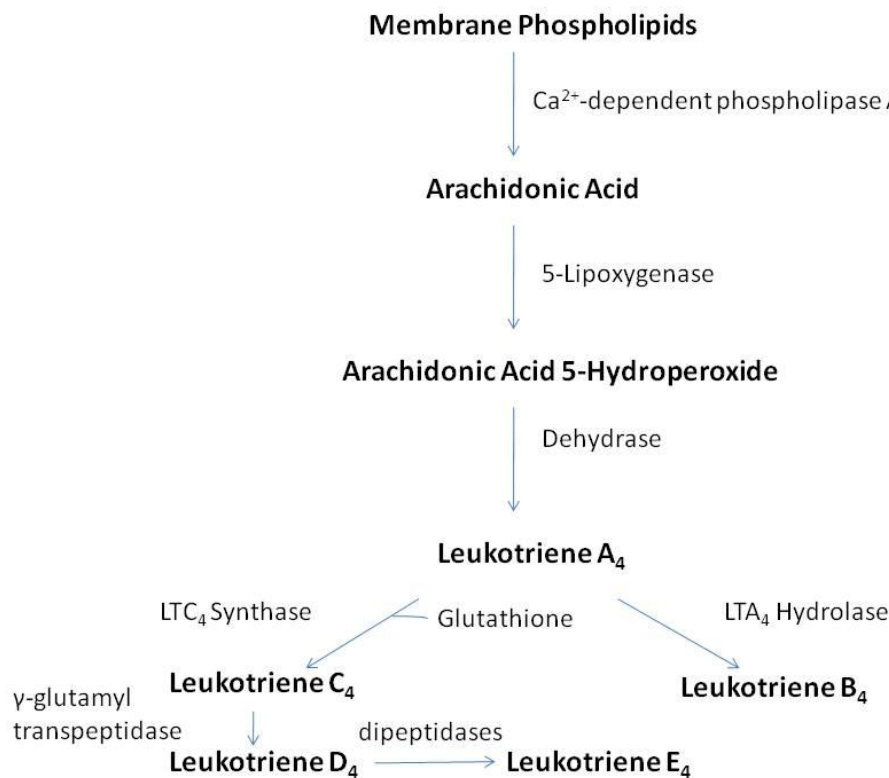 Membrane Phospholipids
Ca²⁺-dependent phospholipase
Arachidonic Acid
5-Lipoxygenase
Arachidonic Acid 5-Hydroperoxide
Dehydrase
Leukotriene A₄
LTC₄ Synthase
Glutathione
LTA₄ Hydrolase
Leukotriene C₄
Leukotriene B₄
γ-glutamyl
transpeptidase
dipeptidases
Leukotriene D₄
Leukotriene E₄